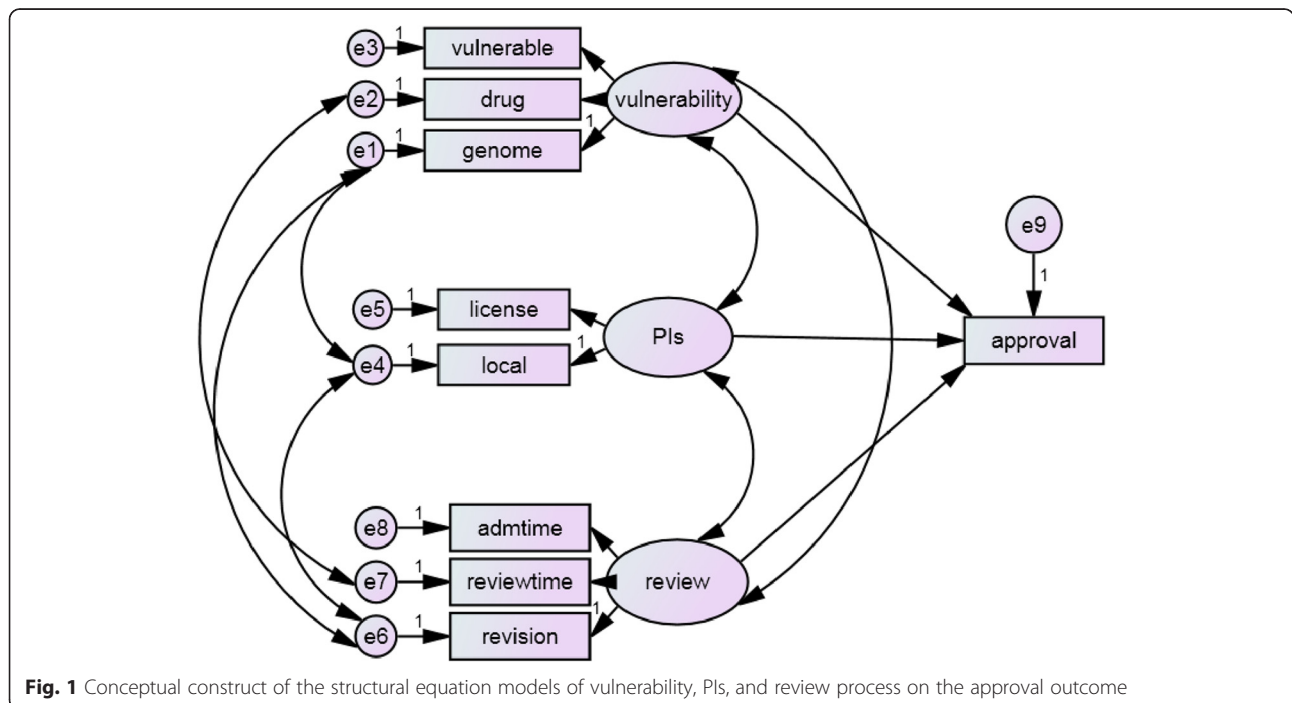 e3 1 vulnerable
e2 1 drug vulnerability
e1 1 genome 1
e9
1
e5 1 license
PIs
e4 1 local 1
approval
e8 1 admtime
e7 1 reviewtime review
e6 1 revision 1
Fig. 1 Conceptual construct of the structural equation models of vulnerability, PIs, and review process on the approval outcome